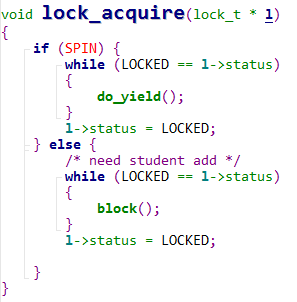 void lock_acquire(lock_t * l)
{
if (SPIN) {
while (LOCKED == l->status)
{
do_yield();
}
l->status = LOCKED;
} else {
/* need student add */
while (LOCKED == l->status)
{
block();
}
l->status = LOCKED;
}
}